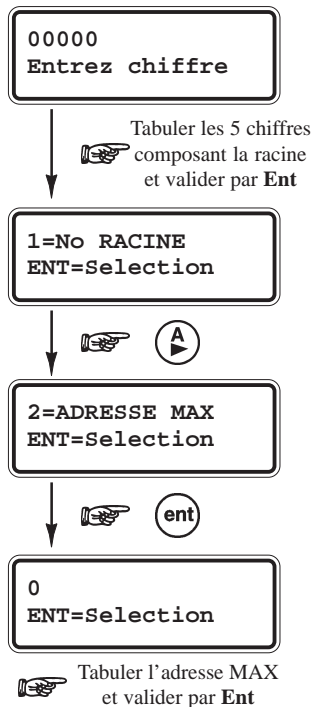 00000
Entrez chiffre
Tabuler les 5 chiffres
composant la racine
et valider par Ent
1=No RACINE
ENT=Selection
A
2=ADRESSE MAX
ENT=Selection
ent
0
ENT=Selection
Tabuler l'adresse MAX
et valider par Ent